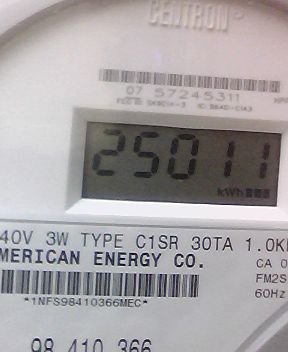 CENTRON
07 57245311
25011
kWh
40V 3W TYPE C1SR 30TA 1.0K
MERICAN ENERGY CO.
CA 0
FM2S
60Hz
*1NFS98410366MEC*
98 410 366